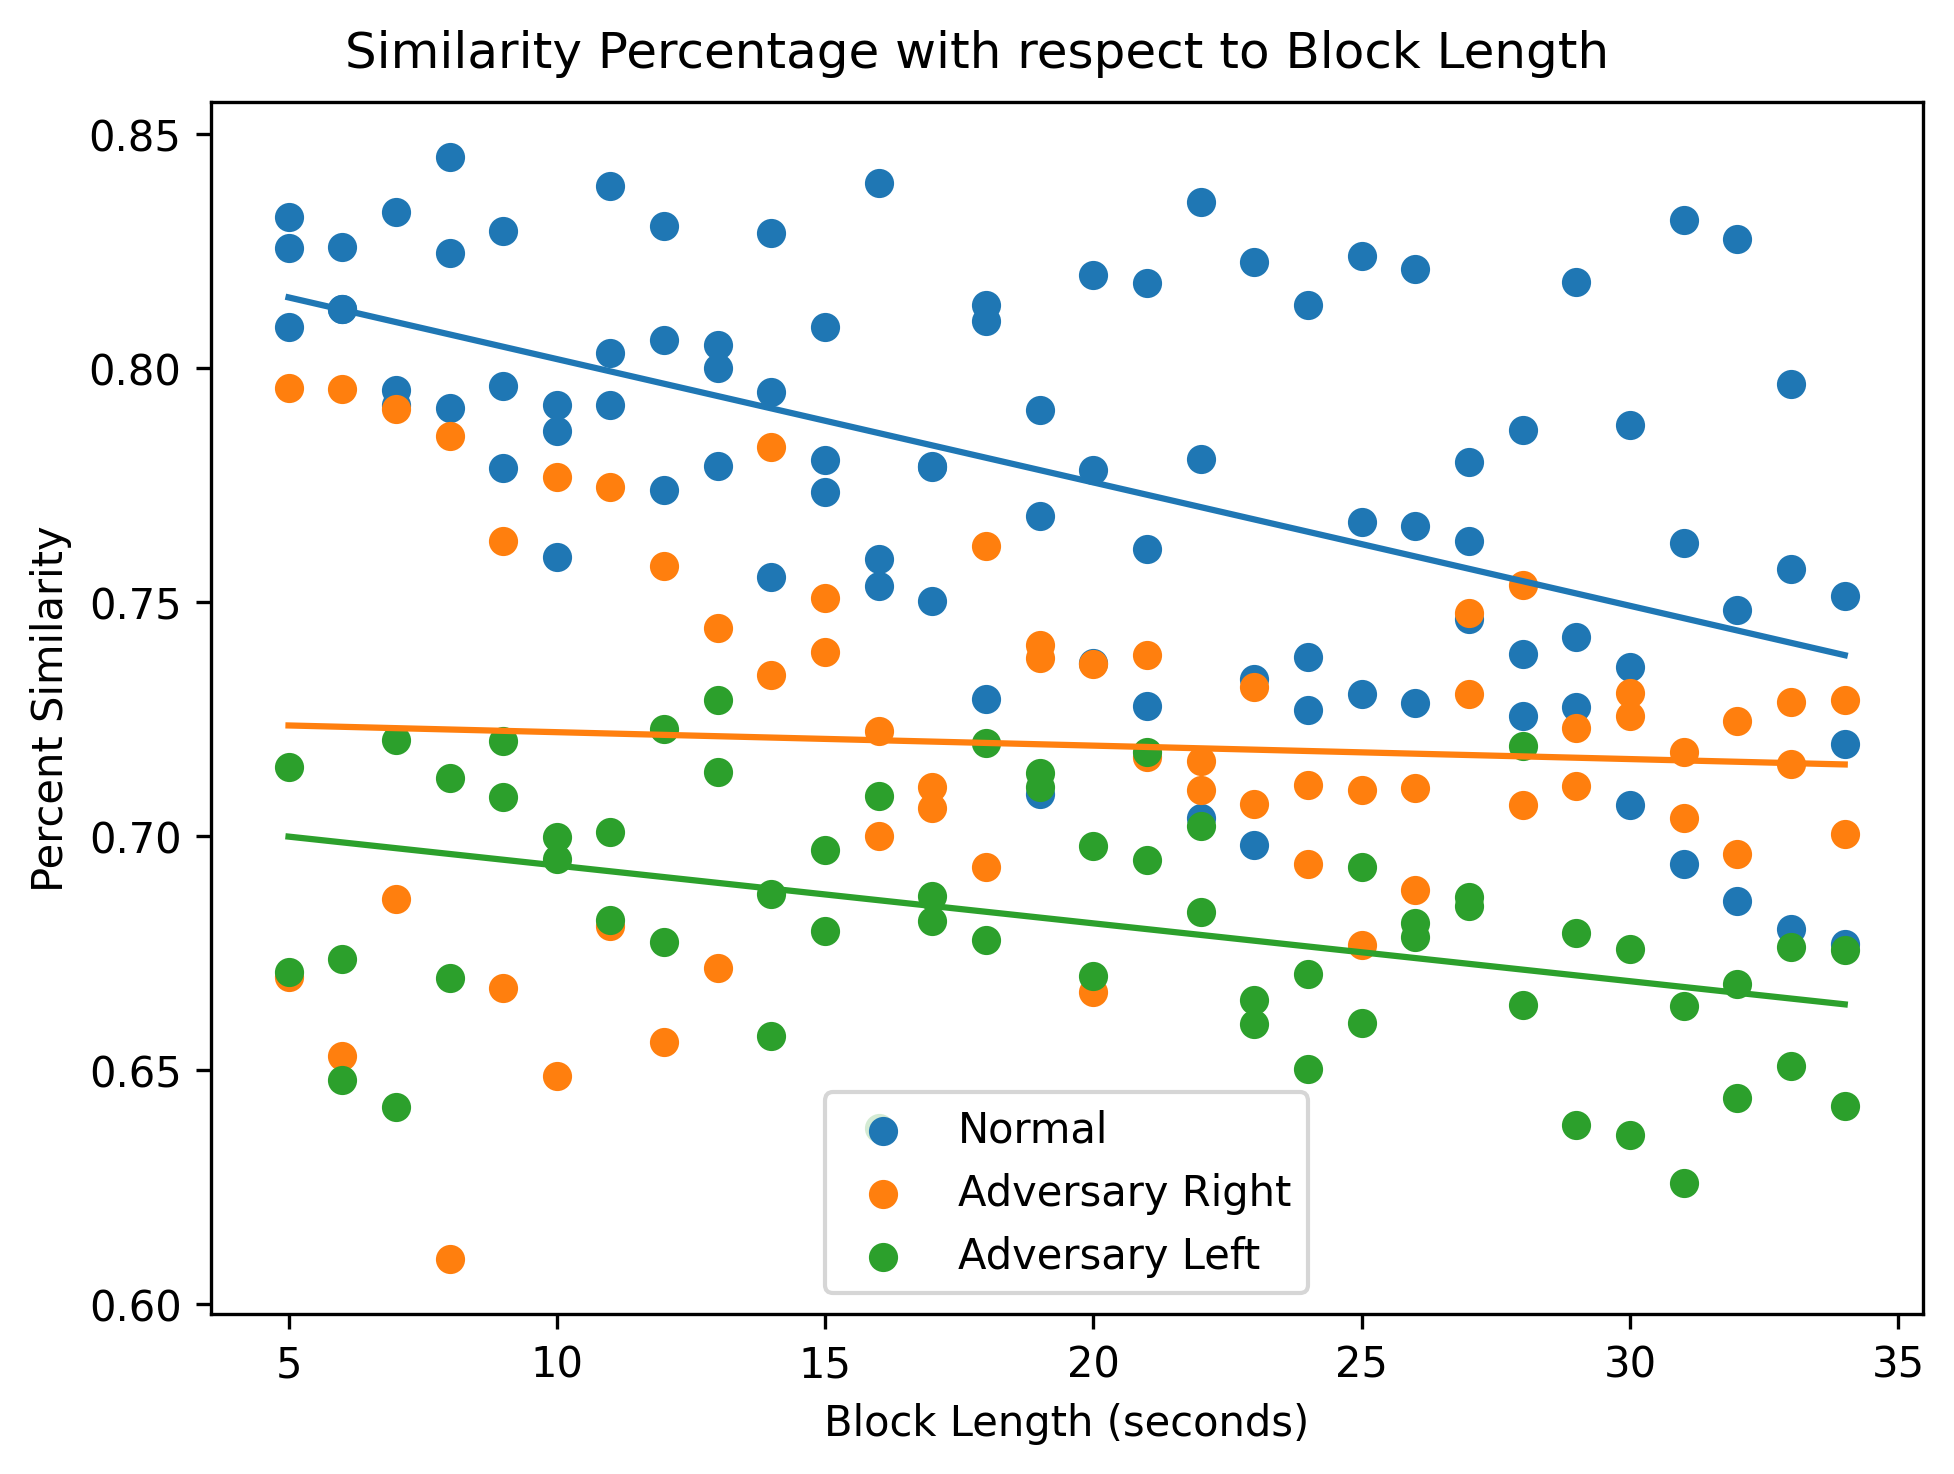 Similarity Percentage with respect to Block Length
Percent Similarity
0.85
0.80
0.75
0.70
0.65
0.60
Normal
Adversary Right
Adversary Left
5 10 15 20 25 30 35
Block Length (seconds)